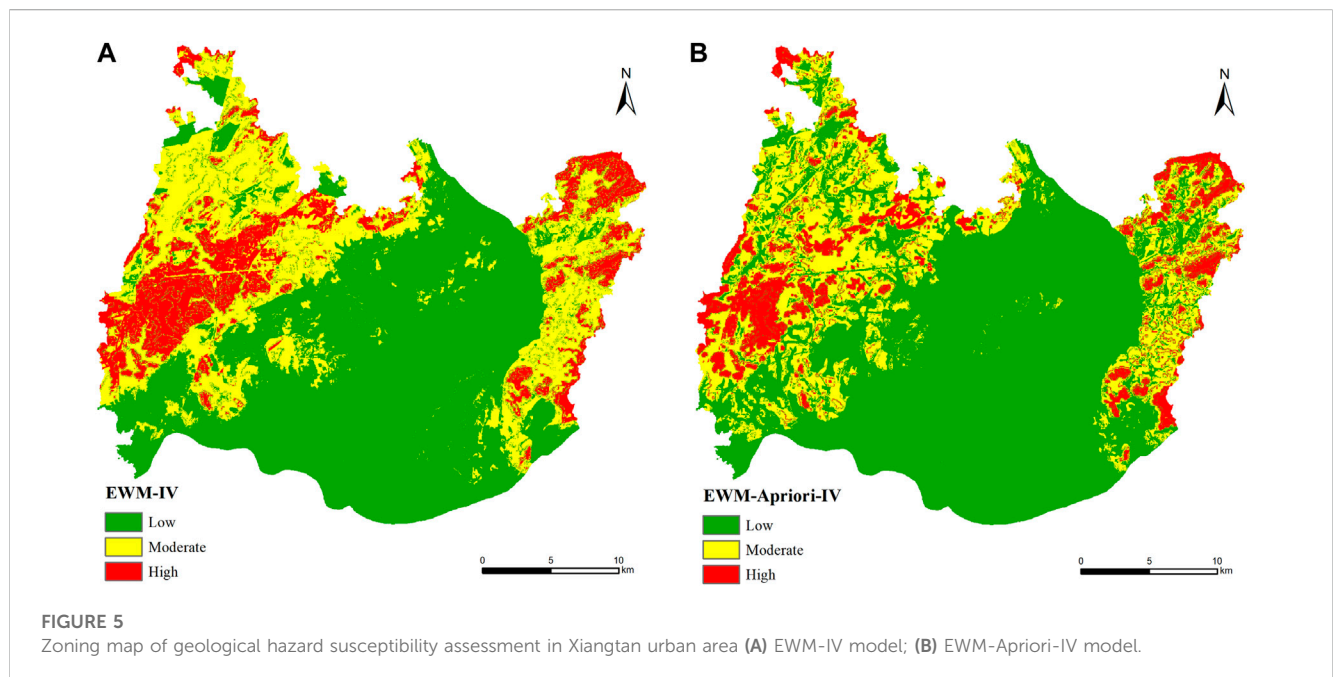 A
N
EWM-IV
Low
Moderate
High
0 5 10
km
B
N
EWM-Apriori-IV
Low
Moderate
High
0 5 10
km
FIGURE 5
Zoning map of geological hazard susceptibility assessment in Xiangtan urban area (A) EWM-IV model; (B) EWM-Apriori-IV model.